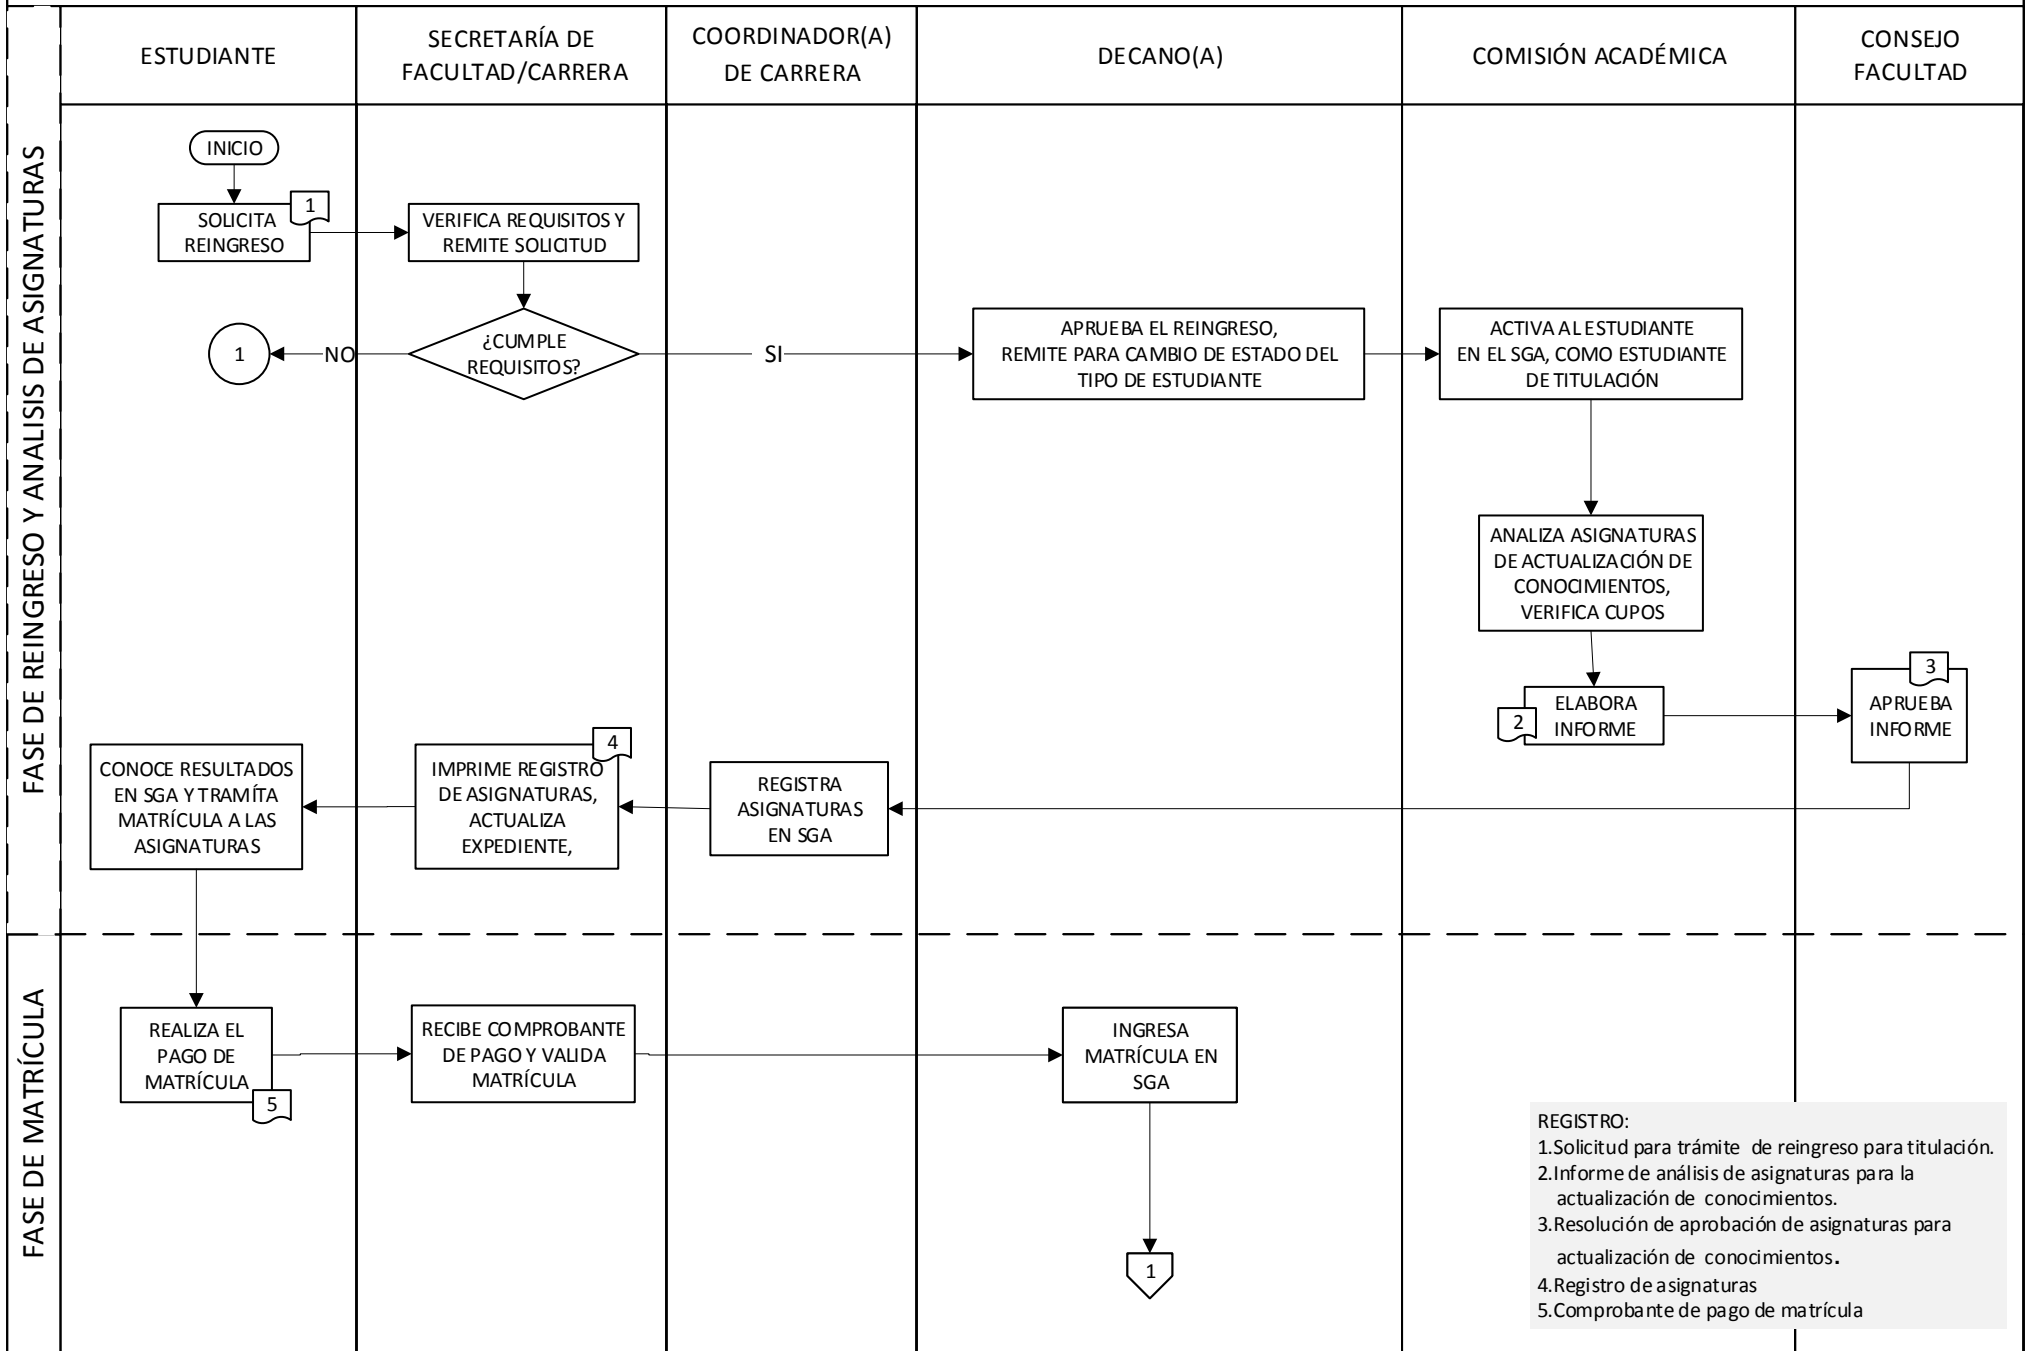 ESTUDIANTE
SECRETARÍA DE
FACULTAD/CARRERA
COORDINADOR(A)
DE CARRERA
DECANO(A)
COMISIÓN ACADÉMICA
CONSEJO
FACULTAD
FASE DE REINGRESO Y ANALISIS DE ASIGNATURAS
INICIO
SOLICITA
REINGRESO
1
VERIFICA REQUISITOS Y
REMITE SOLICITUD
1
NO
¿CUMPLE
REQUISITOS?
SI
APRUEBA EL REINGRESO,
REMITE PARA CAMBIO DE ESTADO DEL
TIPO DE ESTUDIANTE
ACTIVA AL ESTUDIANTE
EN EL SGA, COMO ESTUDIANTE
DE TITULACIÓN
ANALIZA ASIGNATURAS
DE ACTUALIZACIÓN DE
CONOCIMIENTOS,
VERIFICA CUPOS
2
ELABORA
INFORME
3
APRUEBA
INFORME
CONOCE RESULTADOS
EN SGA Y TRAMÍTA
MATRÍCULA A LAS
ASIGNATURAS
4
IMPRIME REGISTRO
DE ASIGNATURAS,
ACTUALIZA
EXPEDIENTE,
REGISTRA
ASIGNATURAS
EN SGA
FASE DE MATRÍCULA
REALIZA EL
PAGO DE
MATRÍCULA
5
RECIBE COMPROBANTE
DE PAGO Y VALIDA
MATRÍCULA
INGRESA
MATRÍCULA EN
SGA
1
REGISTRO:
1.Solicitud para trámite de reingreso para titulación.
2.Informe de análisis de asignaturas para la
actualización de conocimientos.
3.Resolución de aprobación de asignaturas para
actualización de conocimientos.
4.Registro de asignaturas
5.Comprobante de pago de matrícula